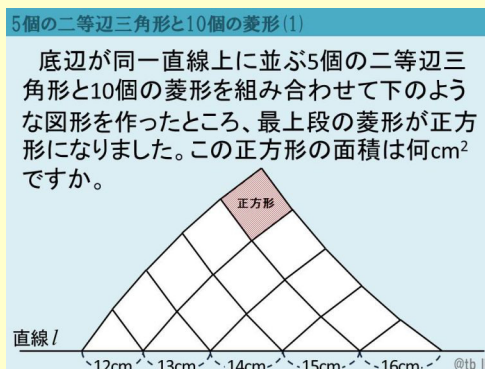 5個の二等辺三角形と10個の菱形(1)
底辺が同一直線上に並ぶ5個の二等辺三
角形と10個の菱形を組み合わせて下のよう
な図形を作ったところ、最上段の菱形が正方
形になりました。この正方形の面積は何cm²
ですか。
正方形
直線l
12cm 13cm 14cm 15cm 16cm